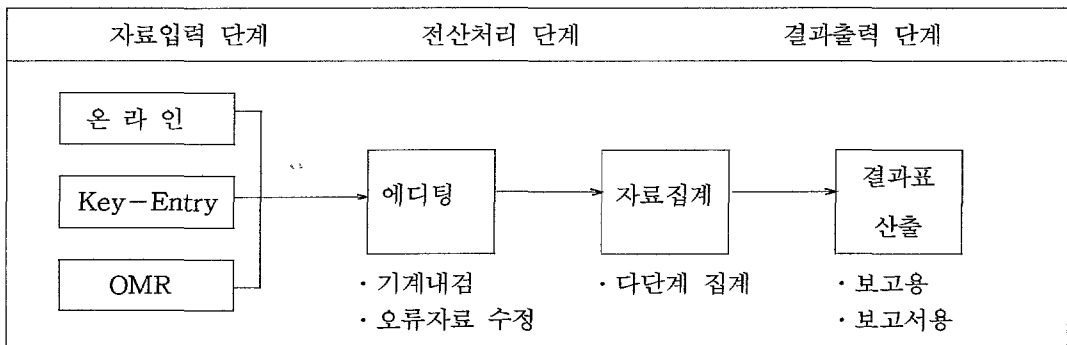 자료입력 단계 전산처리 단계 결과출력 단계
온 라 인
Key-Entry
OMR
에디팅
· 기계내검
· 오류자료 수정
자료집계
· 다단계 집계
결과표
산출
· 보고용
· 보고서용